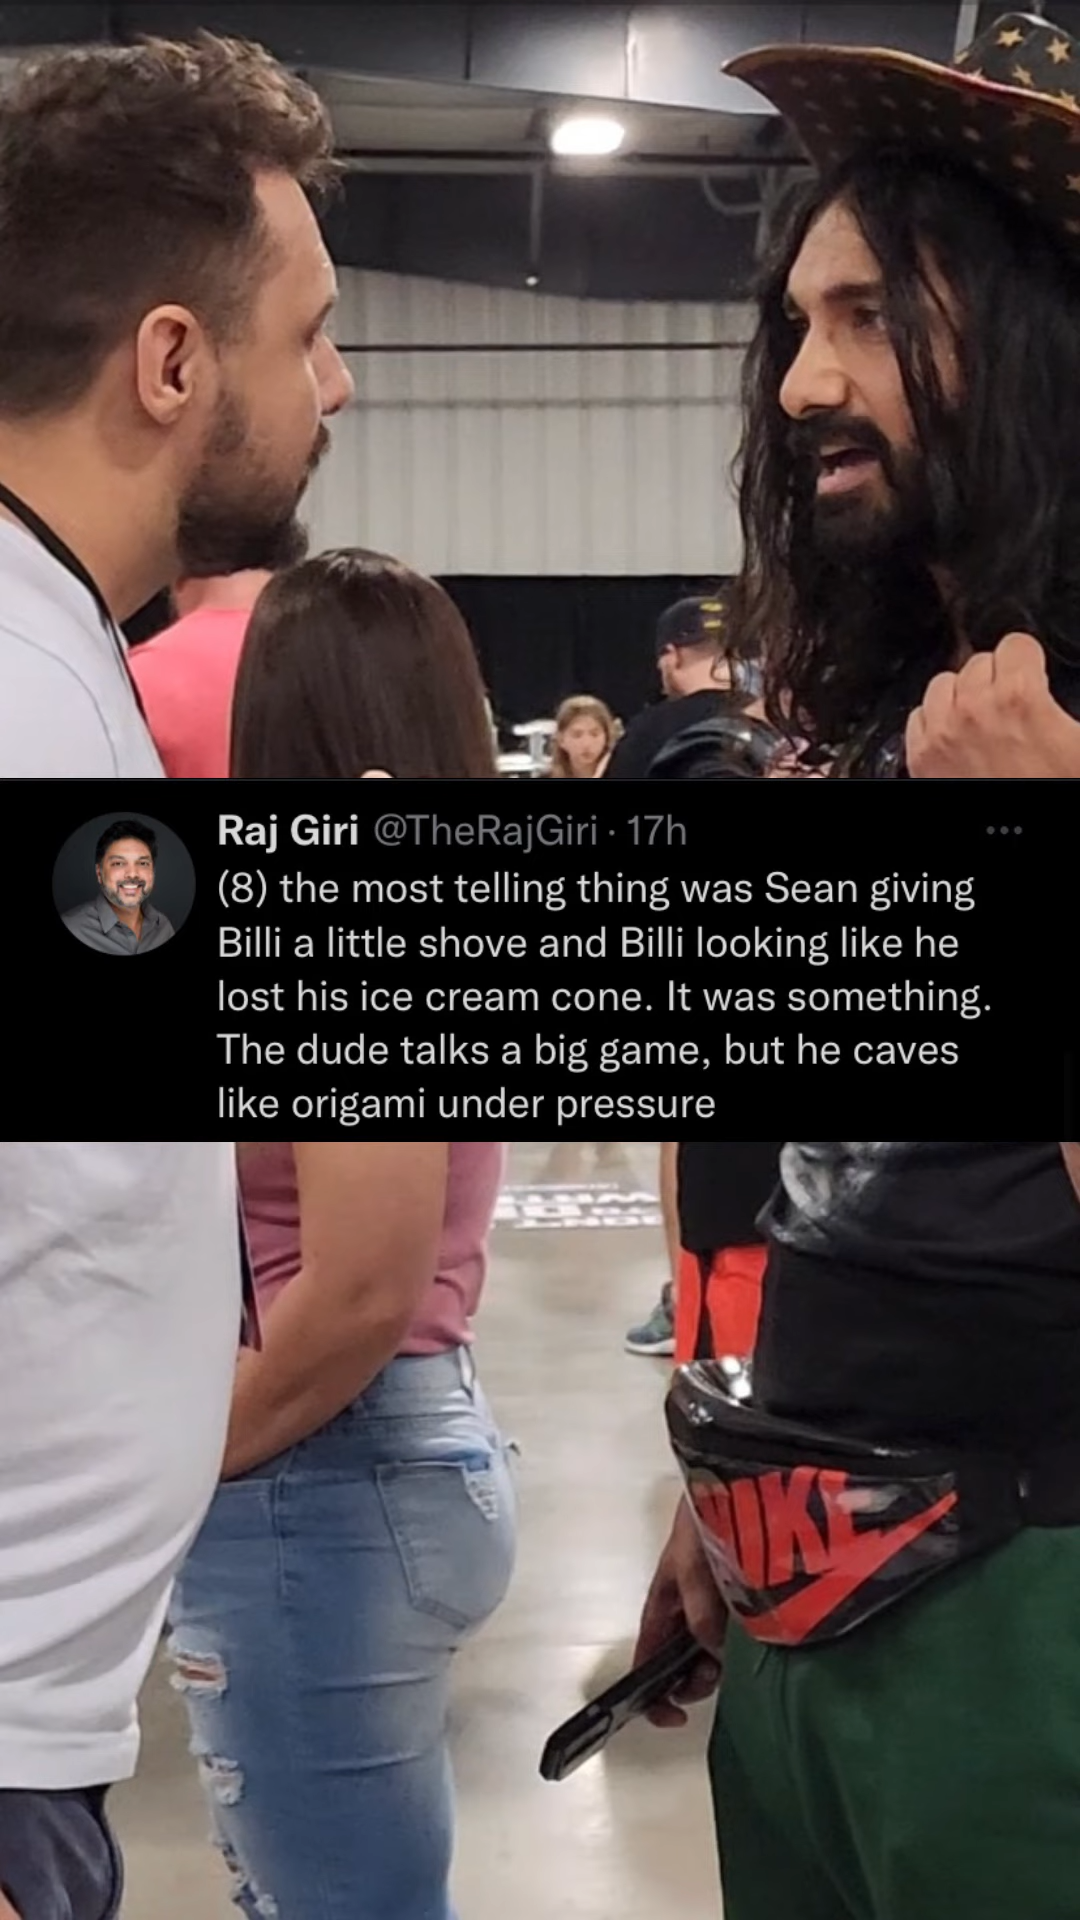 Raj Giri @TheRajGiri · 17h
(8) the most telling thing was Sean giving
Billi a little shove and Billi looking like he
lost his ice cream cone. It was something.
The dude talks a big game, but he caves
like origami under pressure
NIKE